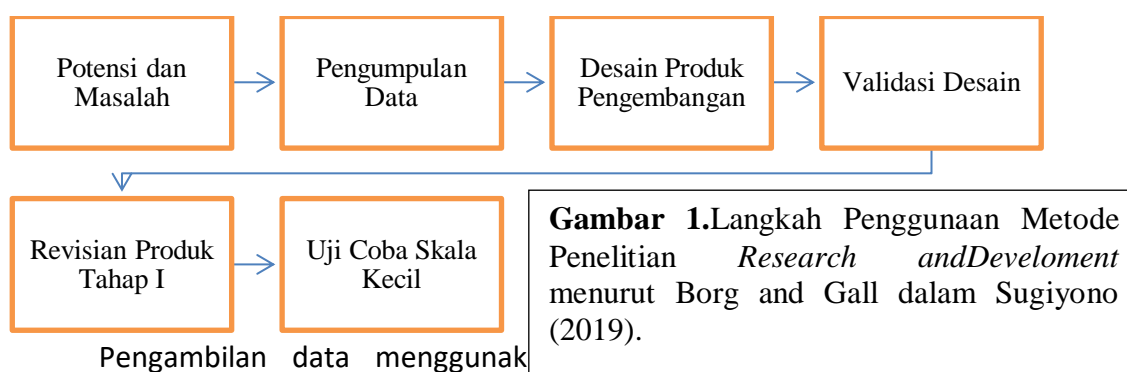 Potensi dan
Masalah
Pengumpulan
Data
Desain Produk
Pengembangan
Validasi Desain
Revisian Produk
Tahap I
Uji Coba Skala
Kecil
Gambar 1.Langkah Penggunaan Metode
Penelitian Research andDeveloment
menurut Borg and Gall dalam Sugiyono
(2019).
Pengambilan data menggunak